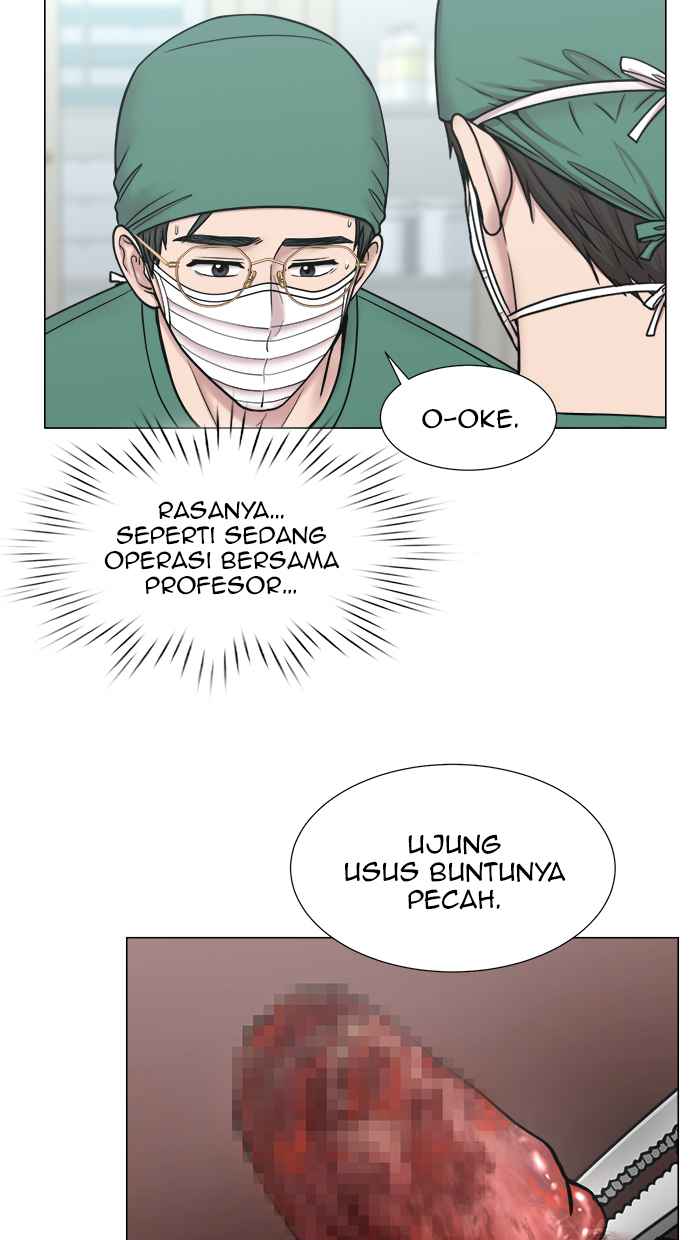 O-OKE.
RASANYA...
SEPERTI SEDANG
OPERASI BERSAMA
PROFESOR...
UJUNG
USUS BUNTUNYA
PECAH.